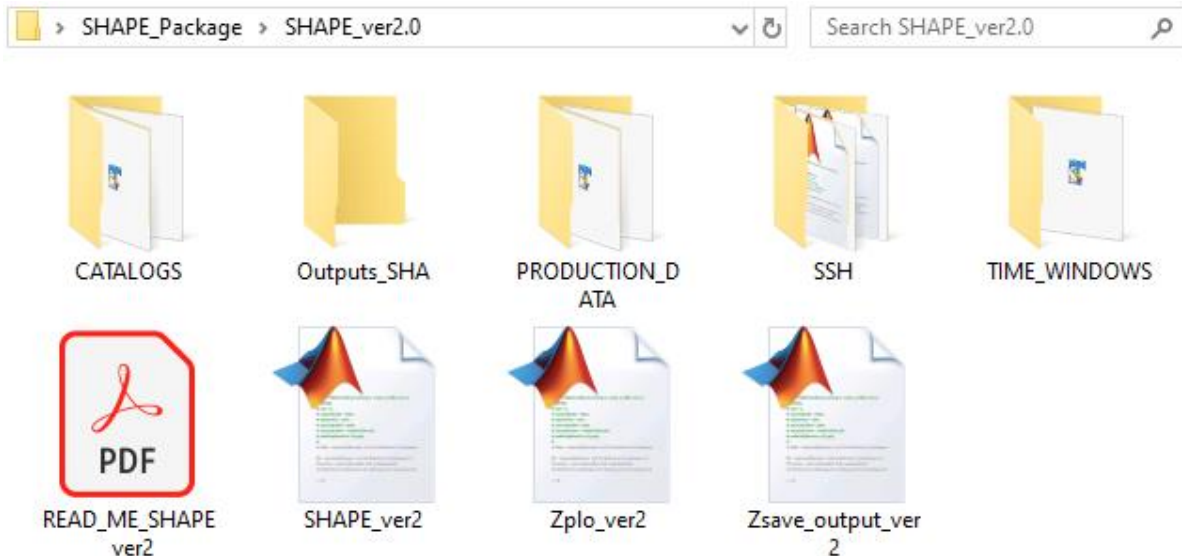 SHAPE_Package > SHAPE_ver2.0
Search SHAPE_ver2.0
CATALOGS
Outputs_SHA
PRODUCTION_D
ATA
SSH
TIME_WINDOWS
PDF
READ_ME_SHAPE
ver2
SHAPE_ver2
Zplo_ver2
Zsave_output_ver
2